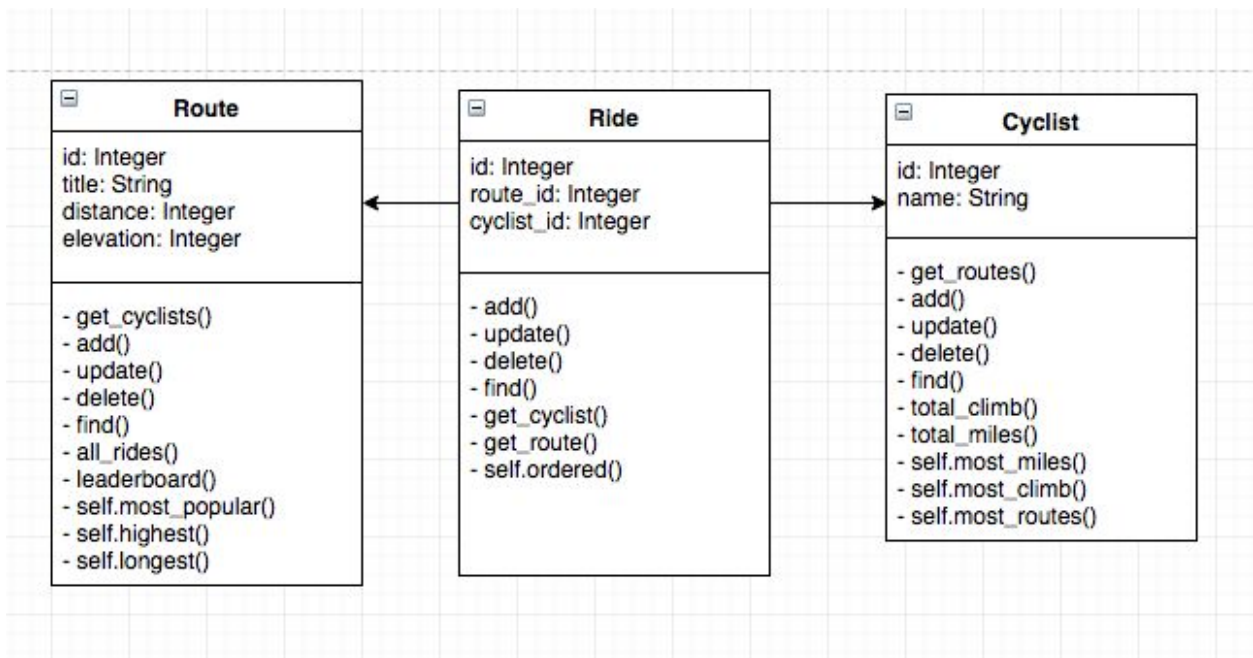 Route
id: Integer
title: String
distance: Integer
elevation: Integer
- get_cyclists()
- add()
- update()
- delete()
- find()
- all_rides()
- leaderboard()
- self.most_popular()
- self.highest()
- self.longest()
Ride
id: Integer
route_id: Integer
cyclist_id: Integer
- add()
- update()
- delete()
- find()
- get_cyclist()
- get_route()
- self.ordered()
Cyclist
id: Integer
name: String
- get_routes()
- add()
- update()
- delete()
- find()
- total_climb()
- total_miles()
- self.most_miles()
- self.most_climb()
- self.most_routes()